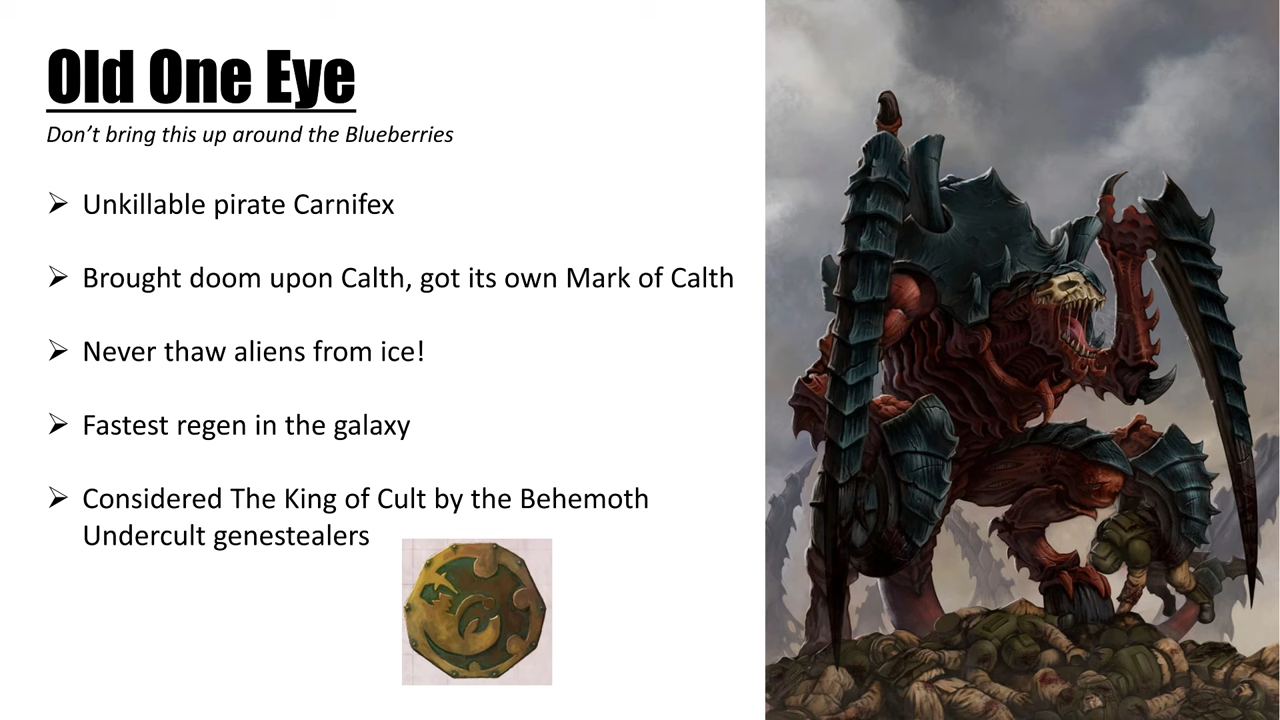 Old One Eye
Don’t bring this up around the Blueberries
➢ Unkillable pirate Carnifex
➢ Brought doom upon Calth, got its own Mark of Calth
➢ Never thaw aliens from ice!
➢ Fastest regen in the galaxy
➢ Considered The King of Cult by the Behemoth
Undercult genestealers